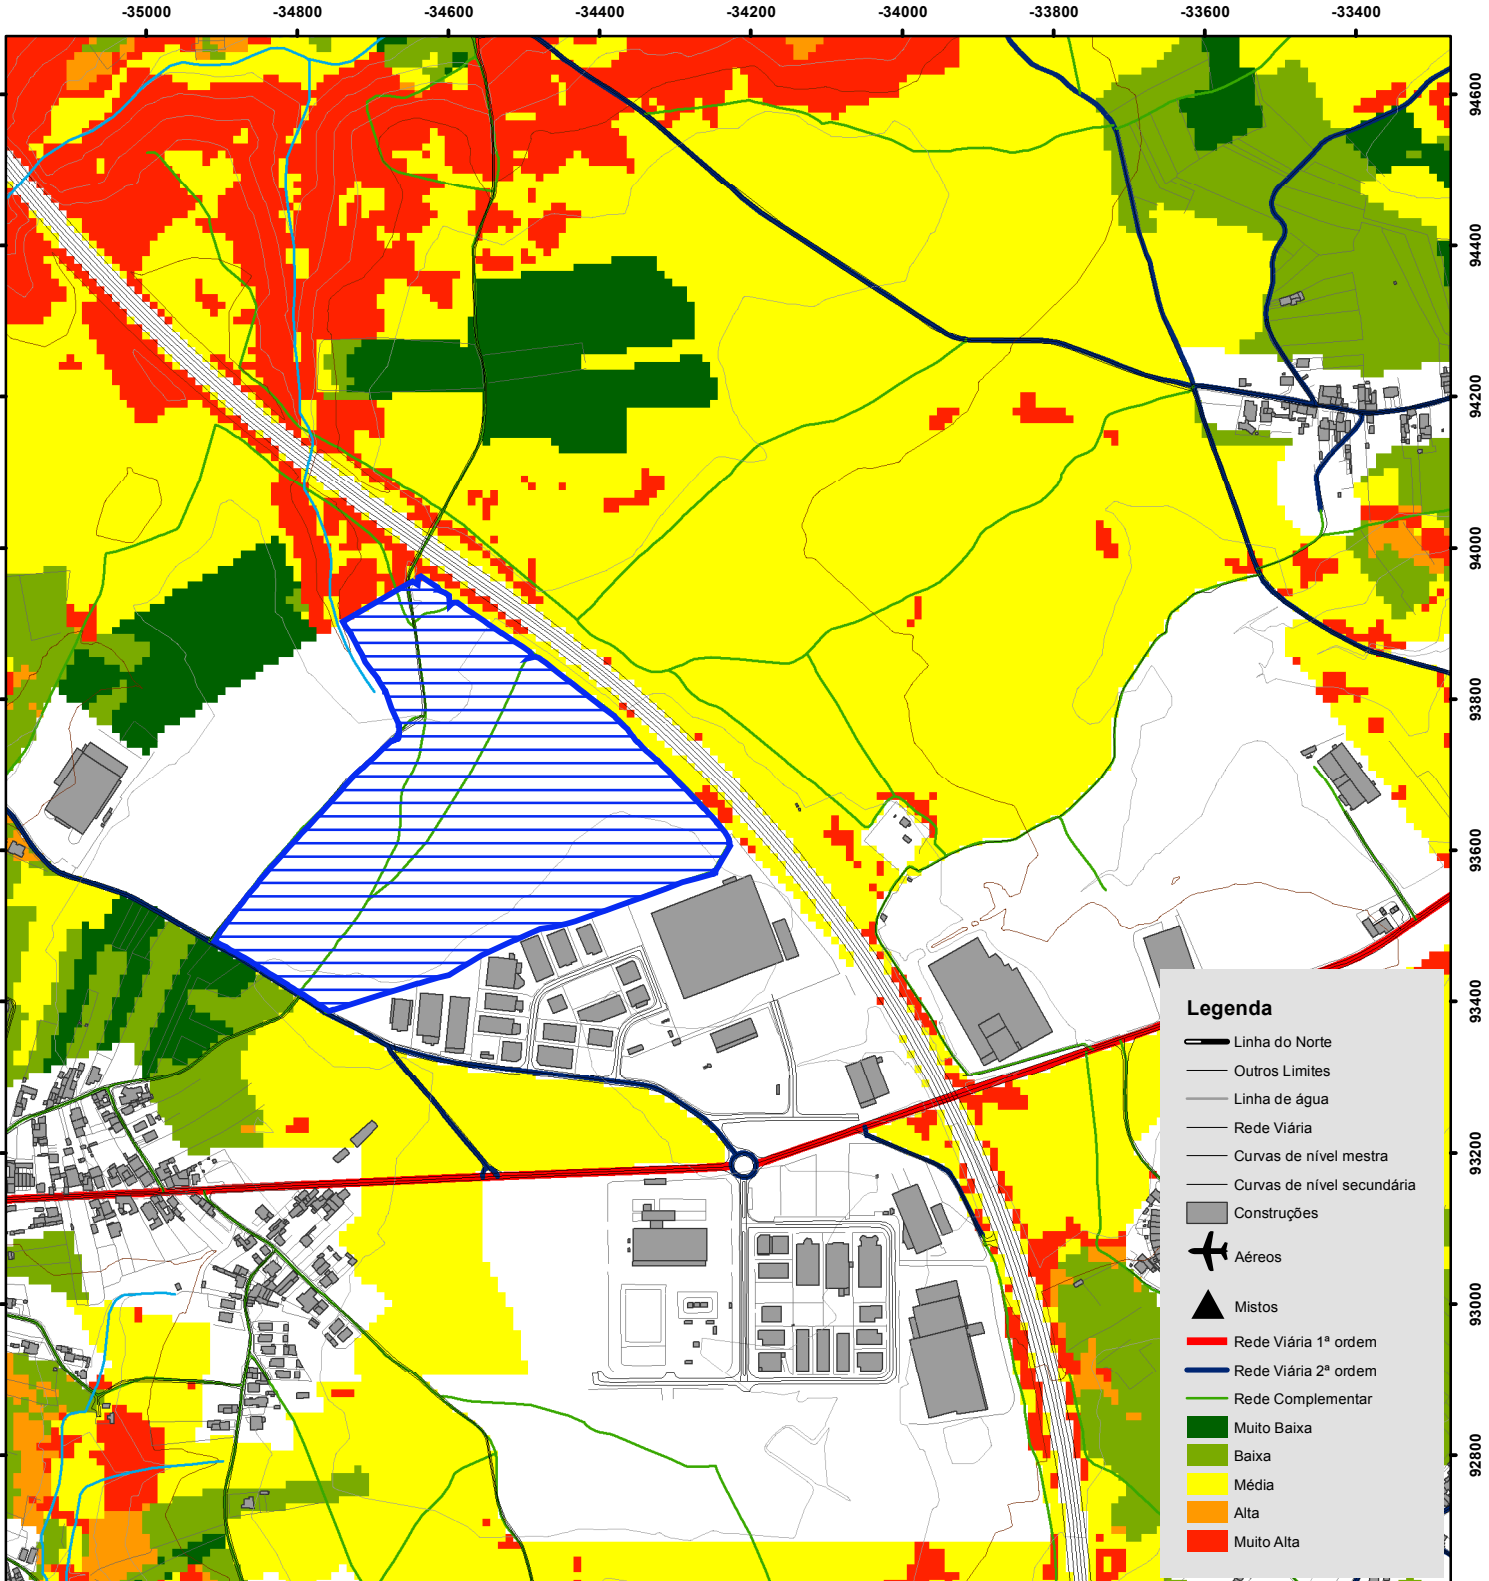 -35000 -34800 -34600 -34400 -34200 -34000 -33800 -33600 -33400
94600
94400
94200
94000
93800
93600
93400
93200
93000
92800
Legenda
Linha do Norte
Outros Limites
Linha de água
Rede Viária
Curvas de nível mestra
Curvas de nível secundária
Construções
Aéreos
Mistos
Rede Viária 1ª ordem
Rede Viária 2ª ordem
Rede Complementar
Muito Baixa
Baixa
Média
Alta
Muito Alta